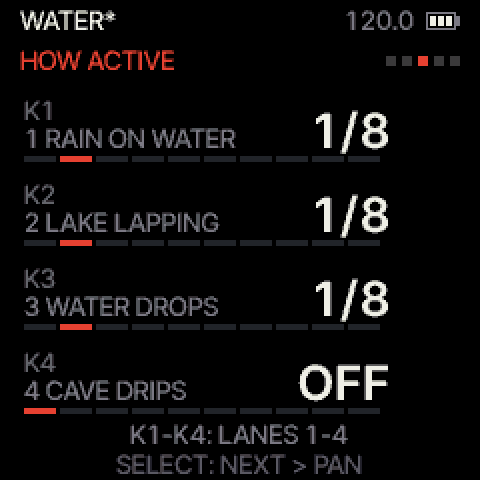 WATER* 120.0
HOW ACTIVE
K1
1 RAIN ON WATER 1/8
K2
2 LAKE LAPPING 1/8
K3
3 WATER DROPS 1/8
K4
4 CAVE DRIPS OFF
K1-K4: LANES 1-4
SELECT: NEXT > PAN